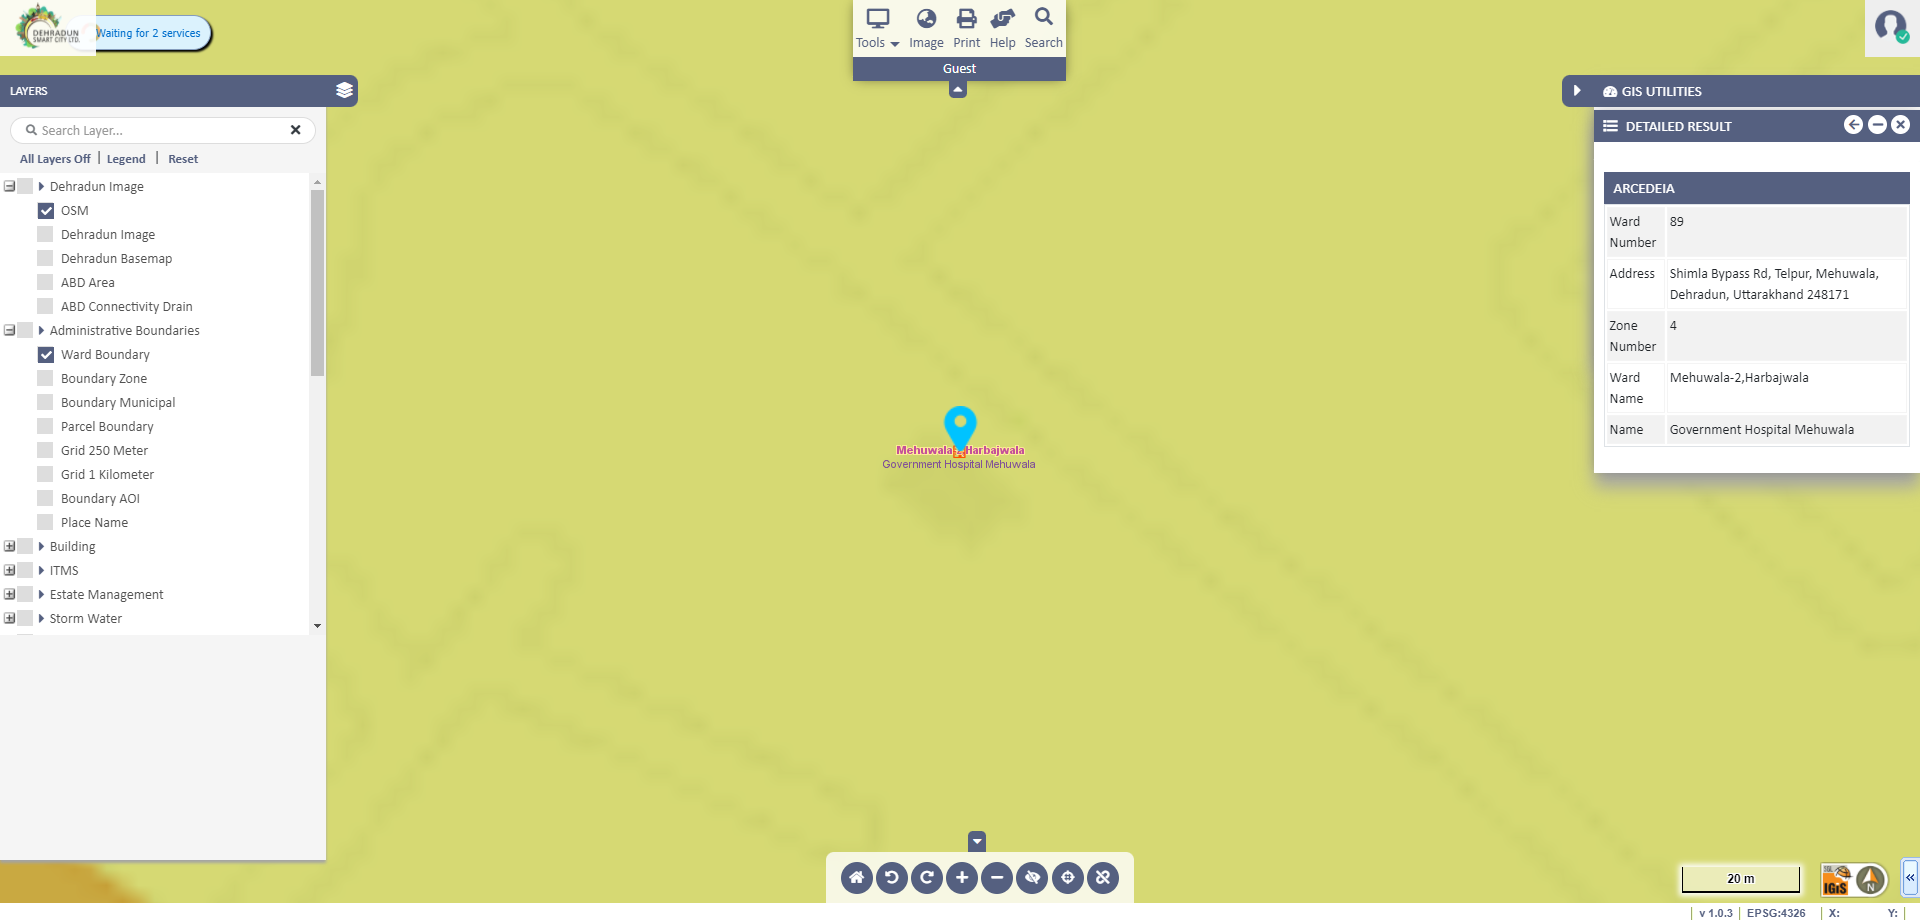 DEHRADUN
SMART CITY LTD.
Waiting for 2 services
Tools
Image
Print
Help
Search
Guest
LAYERS
Search Layer...
All Layers Off
Legend
Reset
Dehradun Image
OSM
Dehradun Image
Dehradun Basemap
ABD Area
ABD Connectivity Drain
Administrative Boundaries
Ward Boundary
Boundary Zone
Boundary Municipal
Parcel Boundary
Grid 250 Meter
Grid 1 Kilometer
Boundary AOI
Place Name
Building
ITMS
Estate Management
Storm Water
Mehuwala Harbajwala
Government Hospital Mehuwala
GIS UTILITIES
DETAILED RESULT
ARCEDEIA
Ward Number 89
Address Shimla Bypass Rd, Telpur, Mehuwala,
Dehradun, Uttarakhand 248171
Zone Number 4
Ward Name Mehuwala-2,Harbajwala
Name Government Hospital Mehuwala
20 m
IGiS
N
v 1.0.3
EPSG:4326
X:
Y: